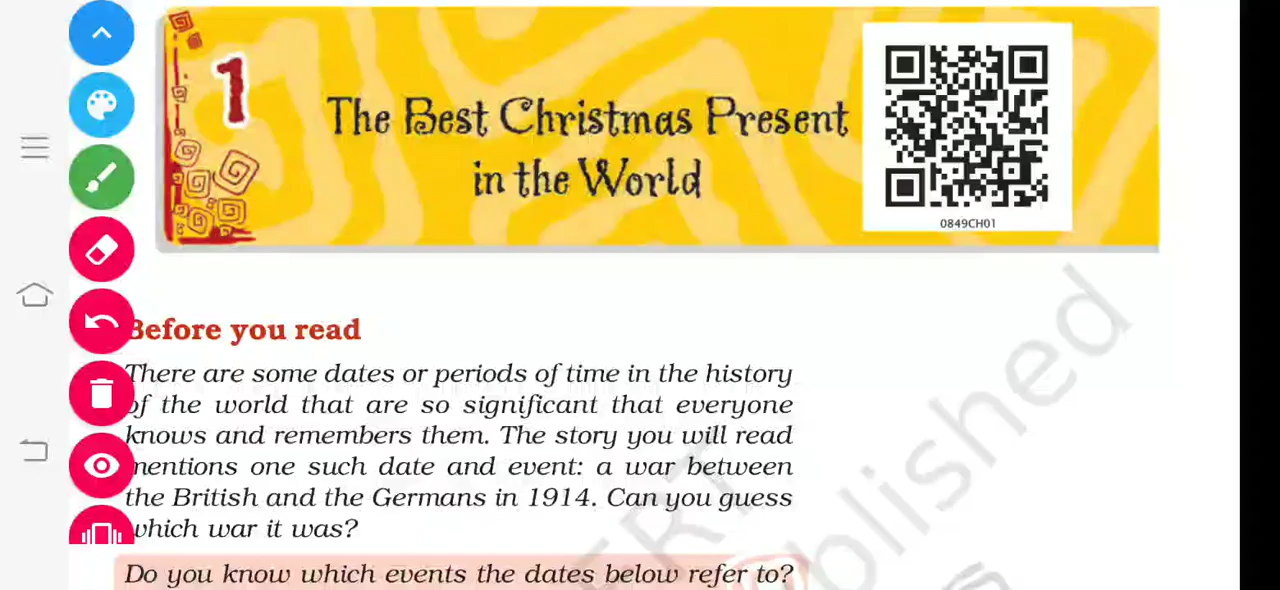 1
The Best Christmas Present
in the World
0849CH01
Before you read
There are some dates or periods of time in the history
of the world that are so significant that everyone
knows and remembers them. The story you will read
mentions one such date and event: a war between
the British and the Germans in 1914. Can you guess
which war it was?
Do you know which events the dates below refer to?